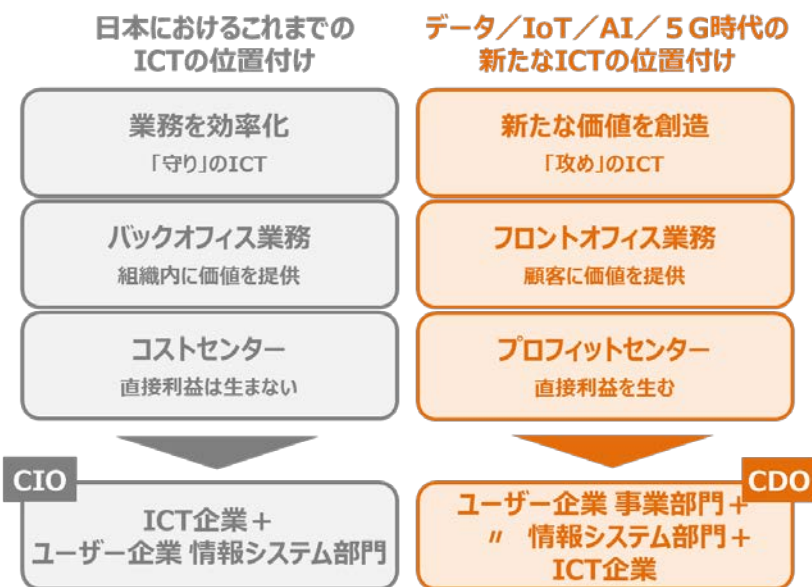 日本におけるこれまでの
ICTの位置付け
業務を効率化
「守り」のICT
バックオフィス業務
組織内に価値を提供
コストセンター
直接利益は生まない
CIO
ICT企業＋
ユーザー企業 情報システム部門
データ／IoT／AI／５G時代の
新たなICTの位置付け
新たな価値を創造
「攻め」のICT
フロントオフィス業務
顧客に価値を提供
プロフィットセンター
直接利益を生む
CDO
ユーザー企業 事業部門＋
〃 情報システム部門＋
ICT企業